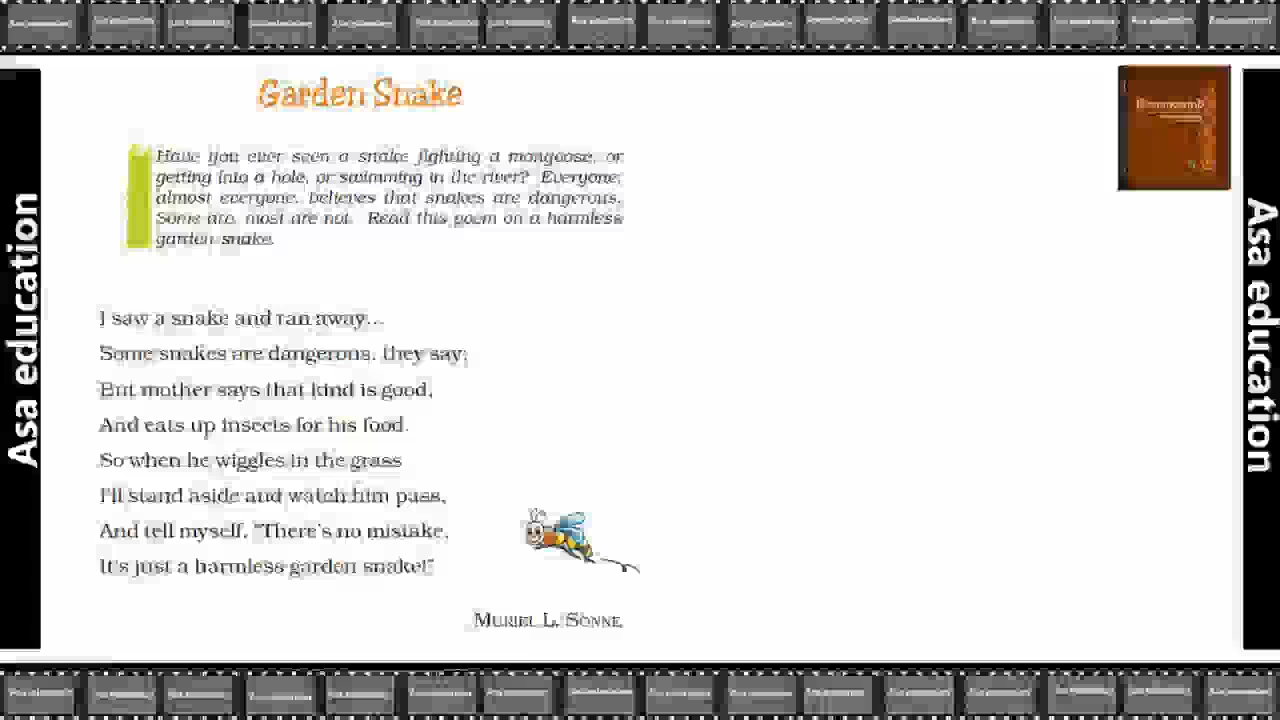 Garden Snake
Have you ever seen a snake fighting a mongoose, or
getting into a hole, or swimming in the river? Everyone,
almost everyone, believes that snakes are dangerous.
Some are, most are not. Read this poem on a harmless
garden snake.
I saw a snake and ran away...
Some snakes are dangerous, they say;
But mother says that kind is good,
And eats up insects for his food.
So when he wiggles in the grass
I'll stand aside and watch him pass,
And tell myself, "There's no mistake,
It's just a harmless garden snake!"
MURIEL L. SONNE
Asa education
Asa education